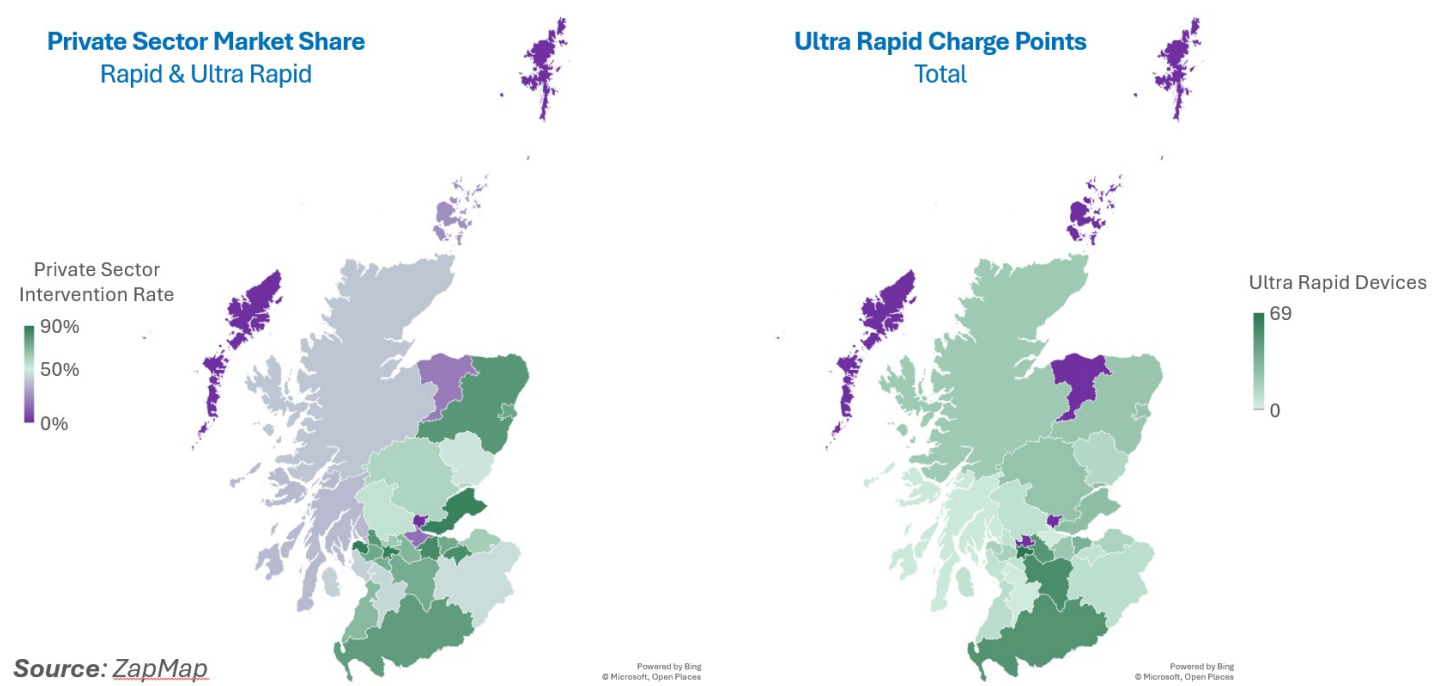 Private Sector Market Share
Rapid & Ultra Rapid
Ultra Rapid Charge Points
Total
Private Sector
Intervention Rate
90%
50%
0%
Ultra Rapid Devices
69
0
Source: ZapMap
Powered by Bing
© Microsoft, Open Places
Powered by Bing
© Microsoft, Open Places